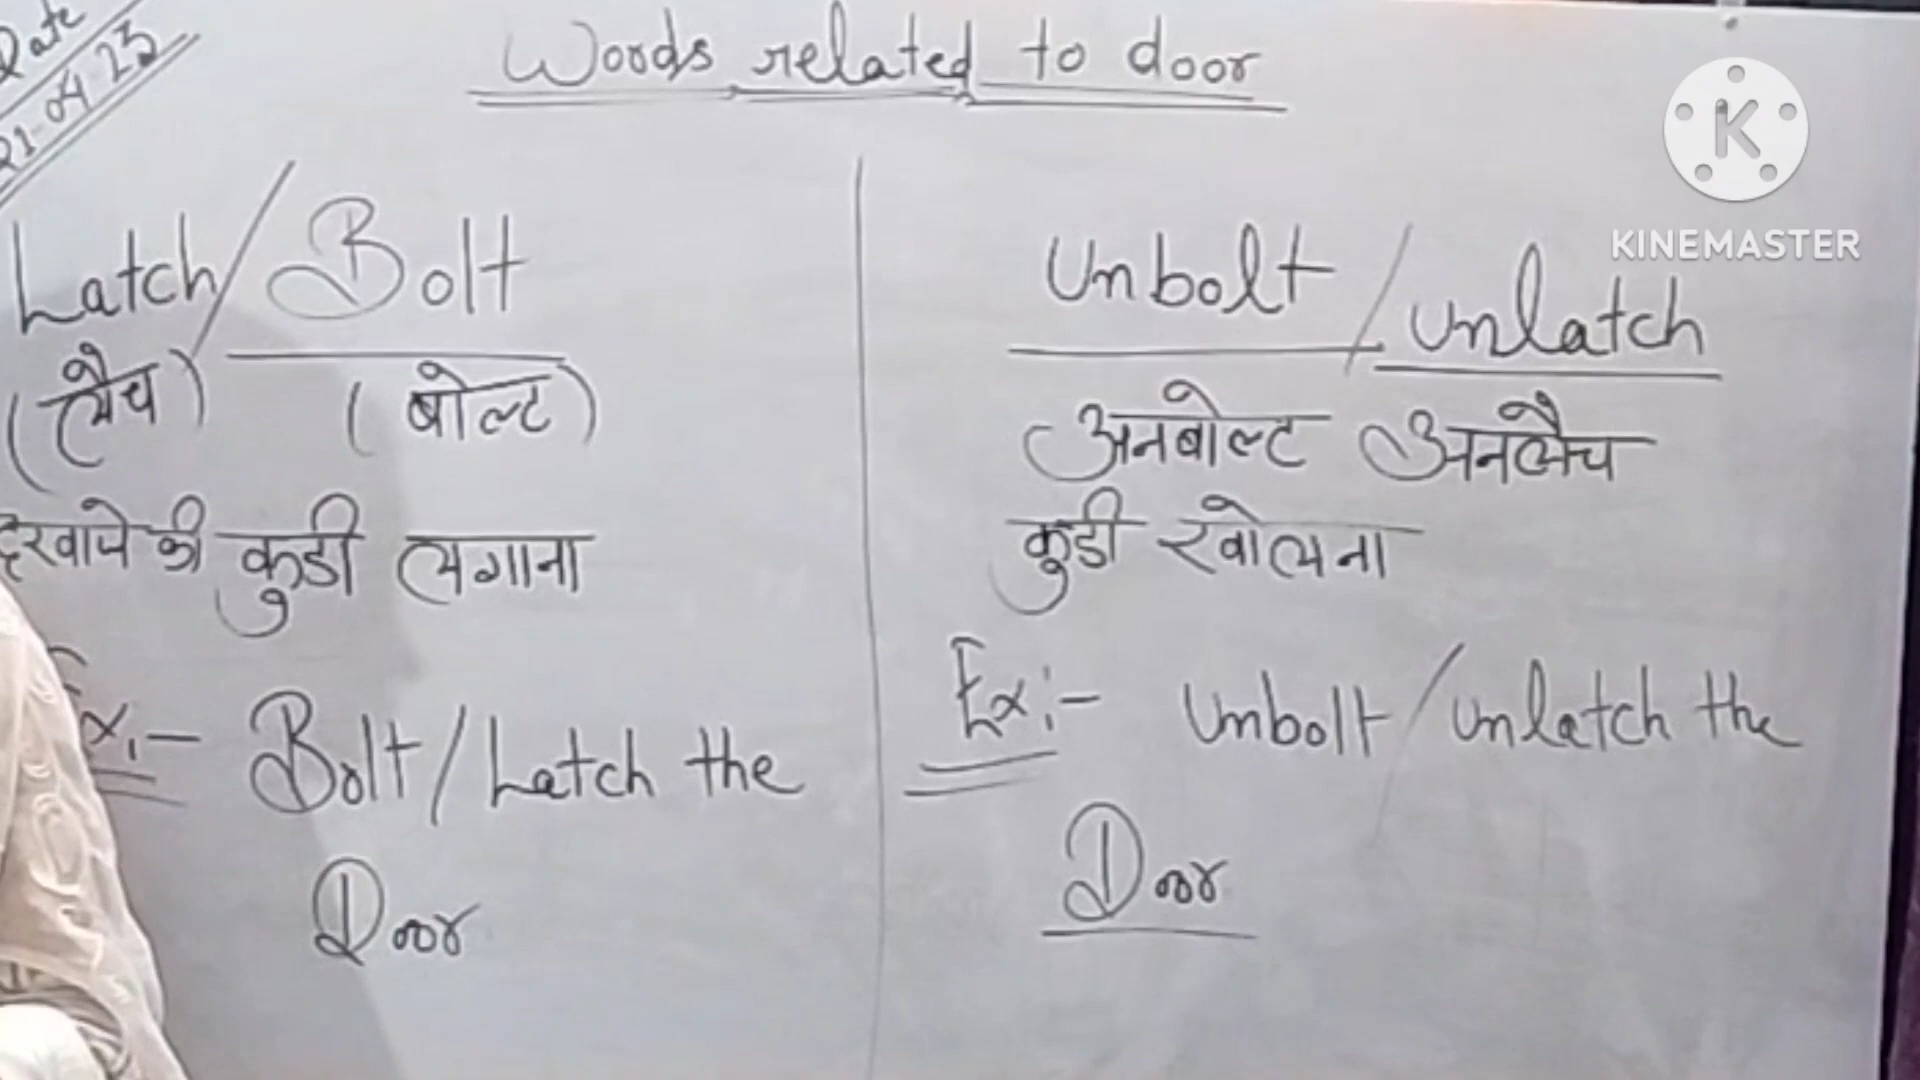 Date
21.04.23
Words related to door
Latch/Bolt
(लैच) (बोल्ट)
दरवाजे की कुडी लगाना
Ex:- Bolt/Latch the
Door
unbolt/unlatch
अनबोल्ट अनलैच
कुडी खोलना
Ex:- unbolt/unlatch the
Door
K
KINEMASTER